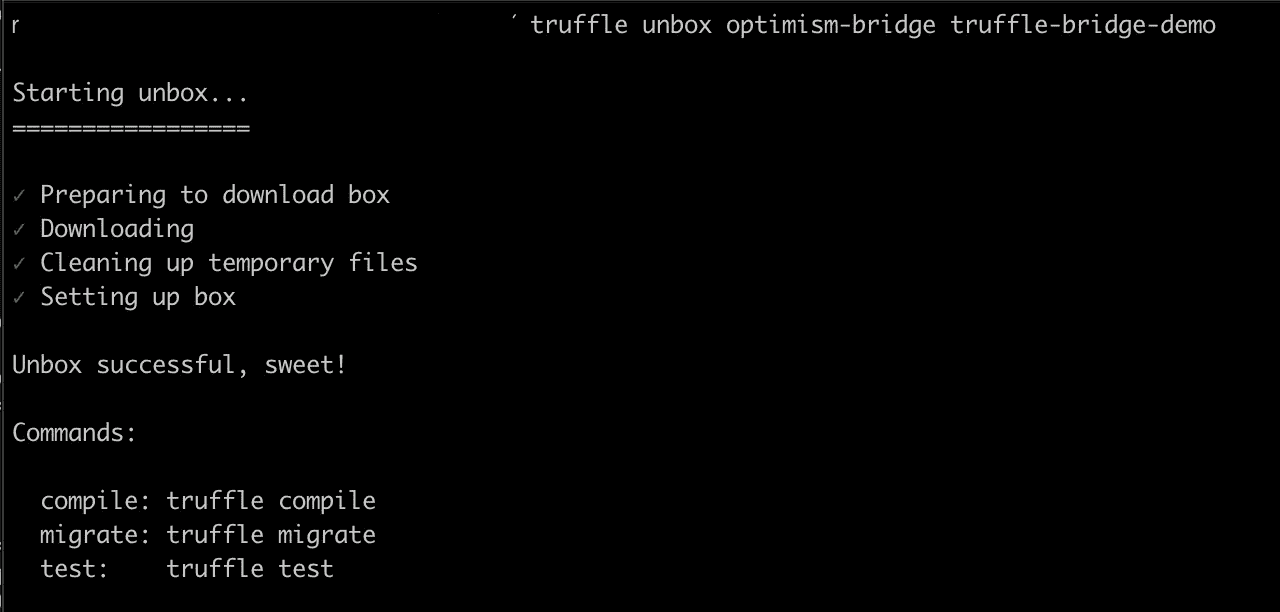 truffle unbox optimism-bridge truffle-bridge-demo
Starting unbox...
=================
✓ Preparing to download box
✓ Downloading
✓ Cleaning up temporary files
✓ Setting up box
Unbox successful, sweet!
Commands:
compile: truffle compile
migrate: truffle migrate
test:    truffle test